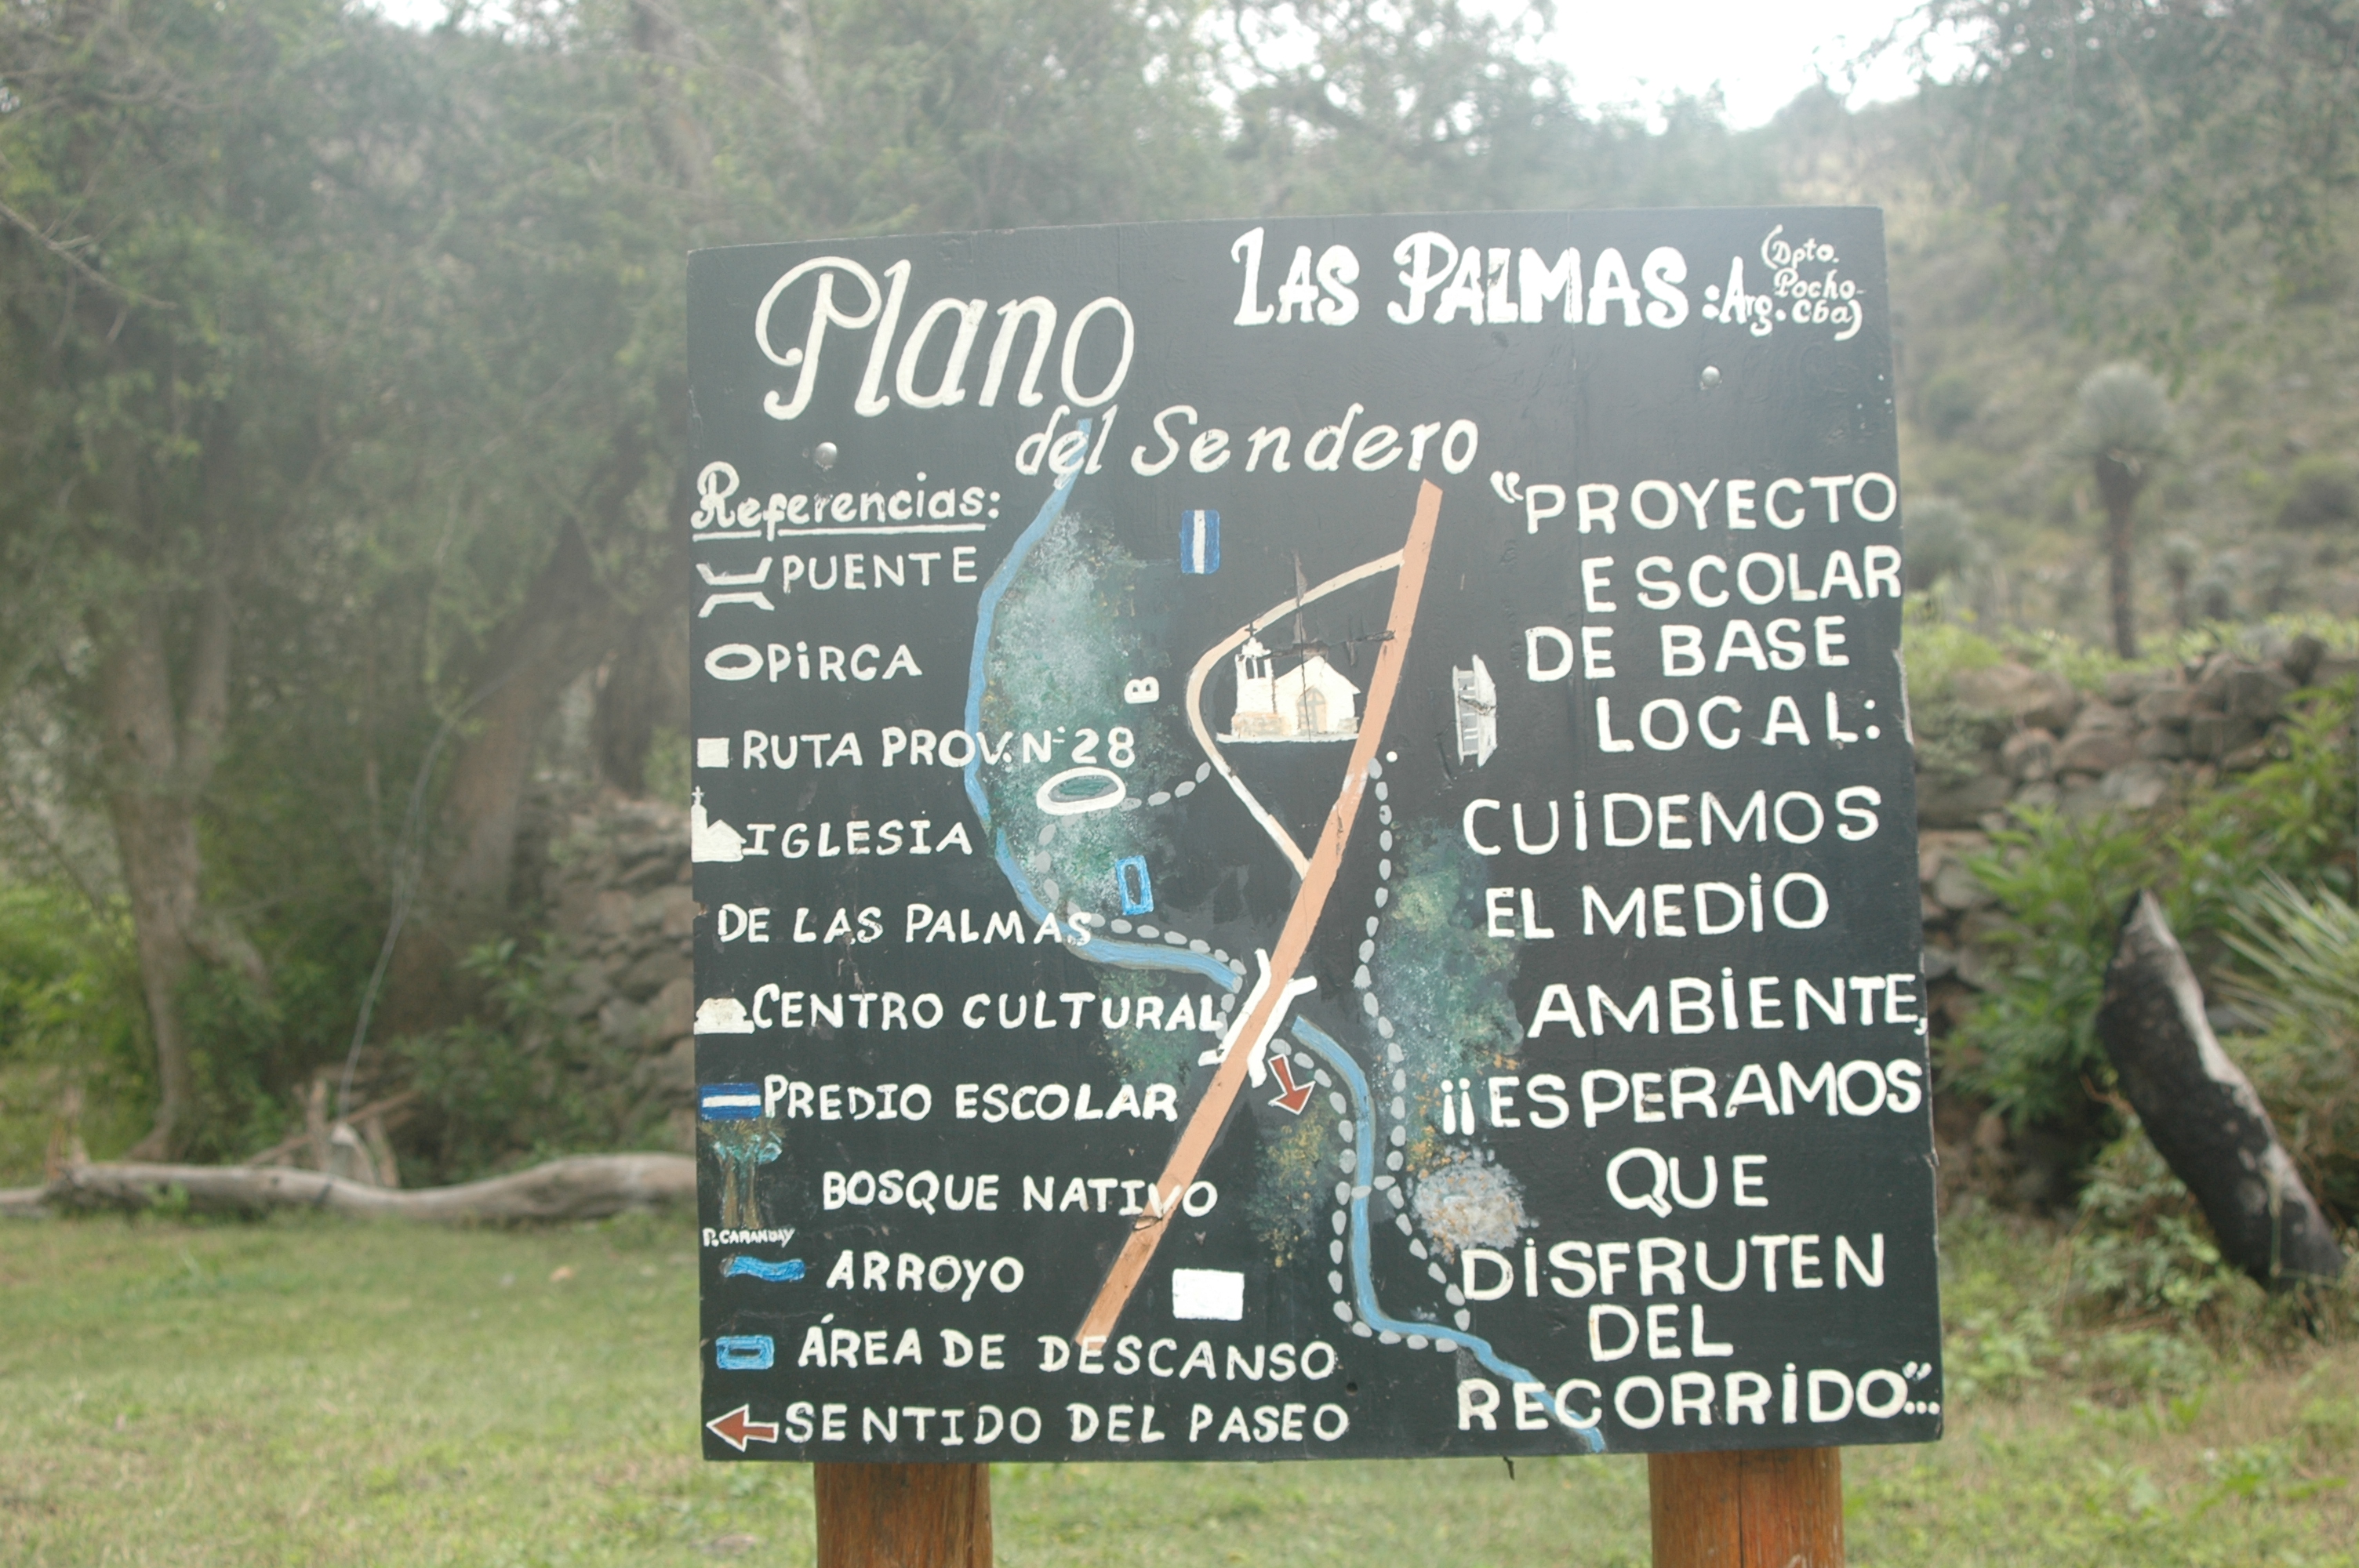 Plano
del Sendero
LAS PALMAS:Arg.
(Dpto.
Pocho-
Cba)
Referencias:
PUENTE
PiRCA
RUTA PROV. Nº 28
IGLESiA
DE LAS PALMAS
CENTRO CULTURAL
PREDIO ESCOLAR
BOSQUE NATIVO
P. CARANDAY
ARROYO
ÁREA DE DESCANSO
SENTIDO DEL PASEO
B
"PROYECTO
ESCOLAR
DE BASE
LOCAL:
CUiDEMOS
EL MEDiO
AMBiENTE,
¡¡ESPERAMOS
QUE
DiSFRUTEN
DEL
RECORRiDO"...